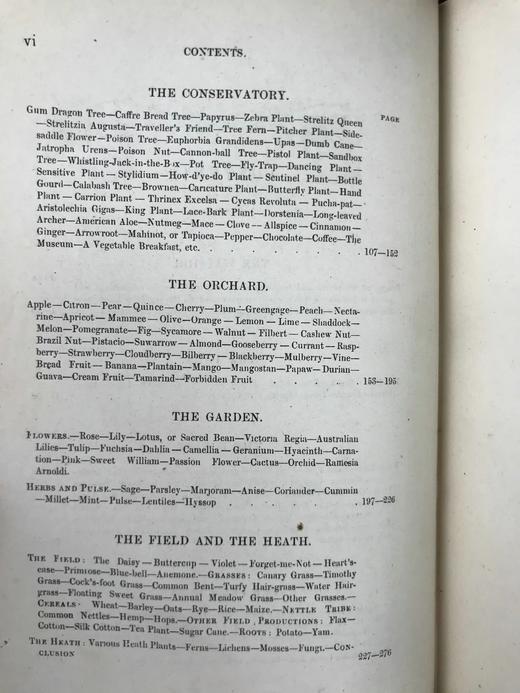 vi
CONTENTS.
THE CONSERVATORY.
PAGE
Gum Dragon Tree—Caffre Bread Tree—Papyrus—Zebra Plant—Strelitz Queen
—Strelitzia Augusta—Traveller's Friend—Tree Fern—Pitcher Plant—Side-
saddle Flower—Poison Tree—Euphorbia Grandidens—Upas—Dumb Cane—
Jatropha Urens—Poison Nut—Cannon-ball Tree—Pistol Plant—Sandbox
Tree—Whistling-Jack-in-the-Box—Pot Tree—Fly-Trap—Dancing Plant—
Sensitive Plant—Stylidium—How-d'ye-do Plant—Sentinel Plant—Bottle
Gourd—Calabash Tree—Brownea—Caricature Plant—Butterfly Plant—Hand
Plant—Carrion Plant—Thrinex Excelsa—Cycas Revoluta—Pucha-pat—
Aristolechia Gigas—King Plant—Lace-Bark Plant—Dorstenia—Long-leaved
Archer—American Aloe—Nutmeg—Mace—Clove—Allspice—Cinnamon—
Ginger—Arrowroot—Mahinot, or Tapioca—Pepper—Chocolate—Coffee—The
Museum—A Vegetable Breakfast, etc. . . . . . 107—152
THE ORCHARD.
Apple—Citron—Pear—Quince—Cherry—Plum—Greengage—Peach—Necta-
rine—Apricot—Mammee—Olive—Orange—Lemon—Lime—Shaddock—
Melon—Pomegranate—Fig—Sycamore—Walnut—Filbert—Cashew Nut—
Brazil Nut—Pistacio—Suwarrow—Almond—Gooseberry—Currant—Rasp-
berry—Strawberry—Cloudberry—Bilberry—Blackberry—Mulberry—Vine—
Bread Fruit—Banana—Plantain—Mango—Mangostan—Papaw—Durian—
Guava—Cream Fruit—Tamarind—Forbidden Fruit . . . . . 153—195
THE GARDEN.
FLOWERS.—Rose—Lily—Lotus, or Sacred Bean—Victoria Regia—Australian
Lilies—Tulip—Fuchsia—Dahlia—Camellia—Geranium—Hyacinth—Carna-
tion—Pink—Sweet William—Passion Flower—Cactus—Orchid—Ramesia
Arnoldi.
HERBS AND PULSE.—Sage—Parsley—Marjoram—Anise—Coriander—Cummin
—Millet—Mint—Pulse—Lentiles—Hyssop . . . . . 197—226
THE FIELD AND THE HEATH.
THE FIELD: The Daisy—Buttercup—Violet—Forget-me-Not—Heart's-
ease—Primrose—Blue-bell—Anemone.—GRASSES: Canary Grass—Timothy
Grass—Cock's-foot Grass—Common Bent—Turfy Hair-grass—Water Hair-
grass—Floating Sweet Grass—Annual Meadow Grass—Other Grasses.—
CEREALS: Wheat—Barley—Oats—Rye—Rice—Maize.—NETTLE TRIBE:
Common Nettles—Hemp—Hops.—OTHER FIELD PRODUCTIONS: Flax—
Cotton—Silk Cotton—Tea Plant—Sugar Cane.—ROOTS: Potato—Yam.
THE HEATH: Various Heath Plants—Ferns—Lichens—Mosses—Fungi.—CON-
CLUSION 227—276